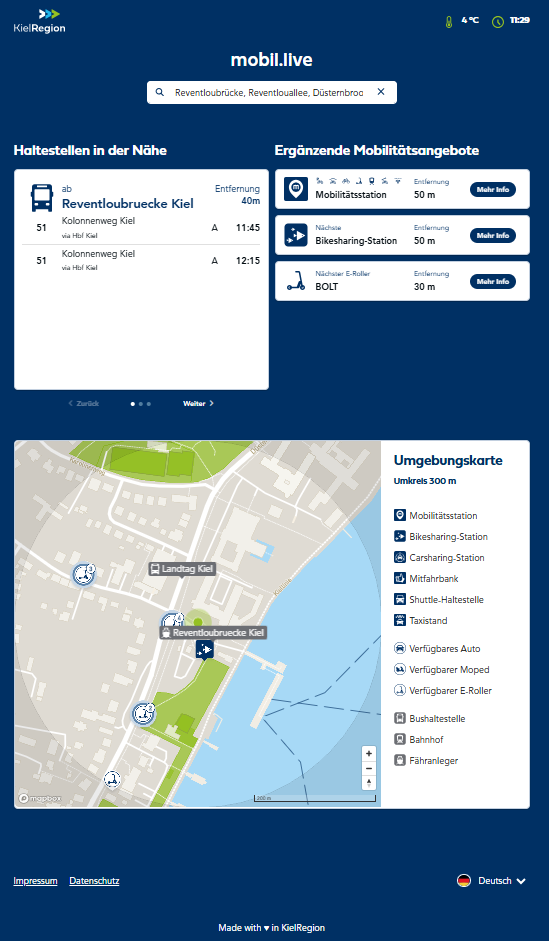 KielRegion
4 °C
11:29
mobil.live
Reventloubrücke, Reventlouallee, Düsternbroo
Haltestellen in der Nähe
ab
Reventloubruecke Kiel
Entfernung
40m
51 Kolonnenweg Kiel A 11:45
via Hbf Kiel
51 Kolonnenweg Kiel A 12:15
via Hbf Kiel
Zurück
Weiter
Ergänzende Mobilitätsangebote
Mobilitätsstation
Entfernung
50 m
Mehr Info
Nächste
Bikesharing-Station
Entfernung
50 m
Mehr Info
Nächster E-Roller
BOLT
Entfernung
30 m
Mehr Info
Landtag Kiel
Reventloubruecke Kiel
3
2
Kiellinie
mapbox
200 m
Umgebungskarte
Umkreis 300 m
Mobilitätsstation
Bikesharing-Station
Carsharing-Station
Mitfahrbank
Shuttle-Haltestelle
Taxistand
Verfügbares Auto
Verfügbarer Moped
Verfügbarer E-Roller
Bushaltestelle
Bahnhof
Fähranleger
Impressum
Datenschutz
Deutsch
Made with ♥ in KielRegion